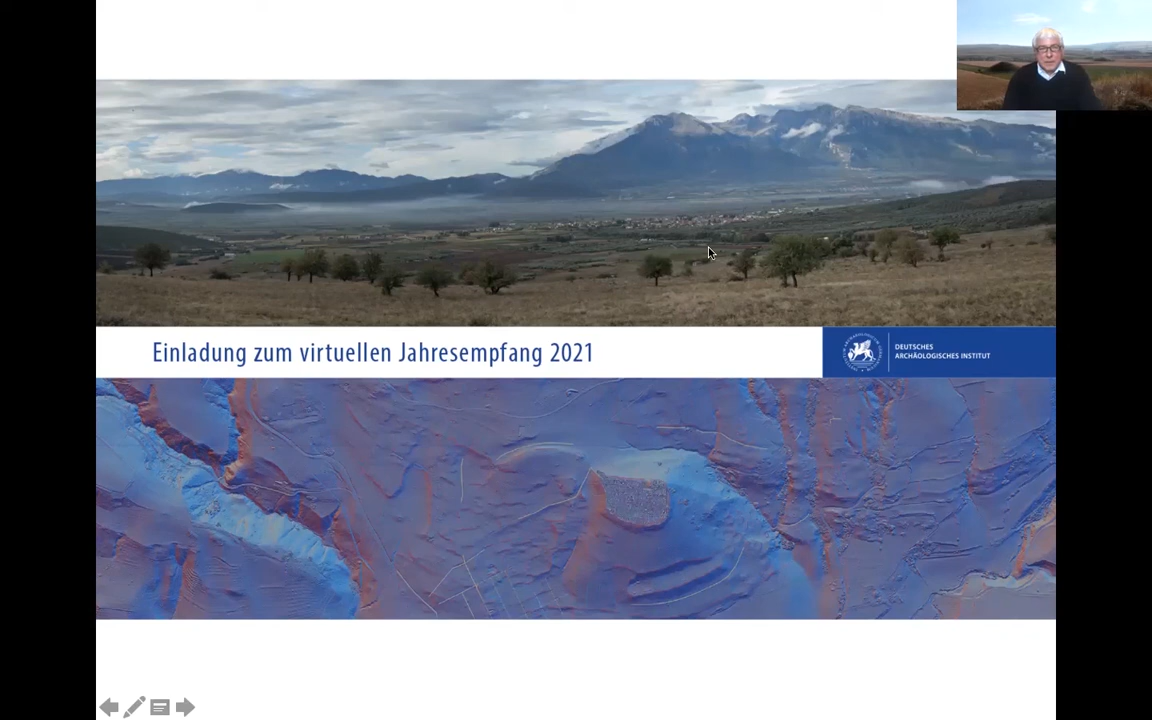 Einladung zum virtuellen Jahresempfang 2021
DEUTSCHES
ARCHÄOLOGISCHES INSTITUT